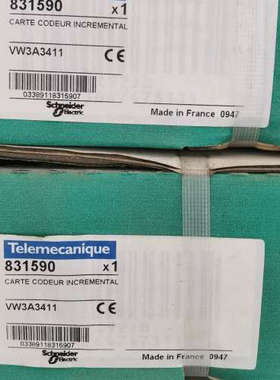 831590 x1
CARTE CODEUR INCREMENTAL
VW3A3411 CE
03389118316907
Schneider Electric
Made in France 0947
Telemecanique
831590 x1
CARTE CODEUR INCREMENTAL
VW3A3411 CE
03389118316907
Schneider Electric
Made in France 0947